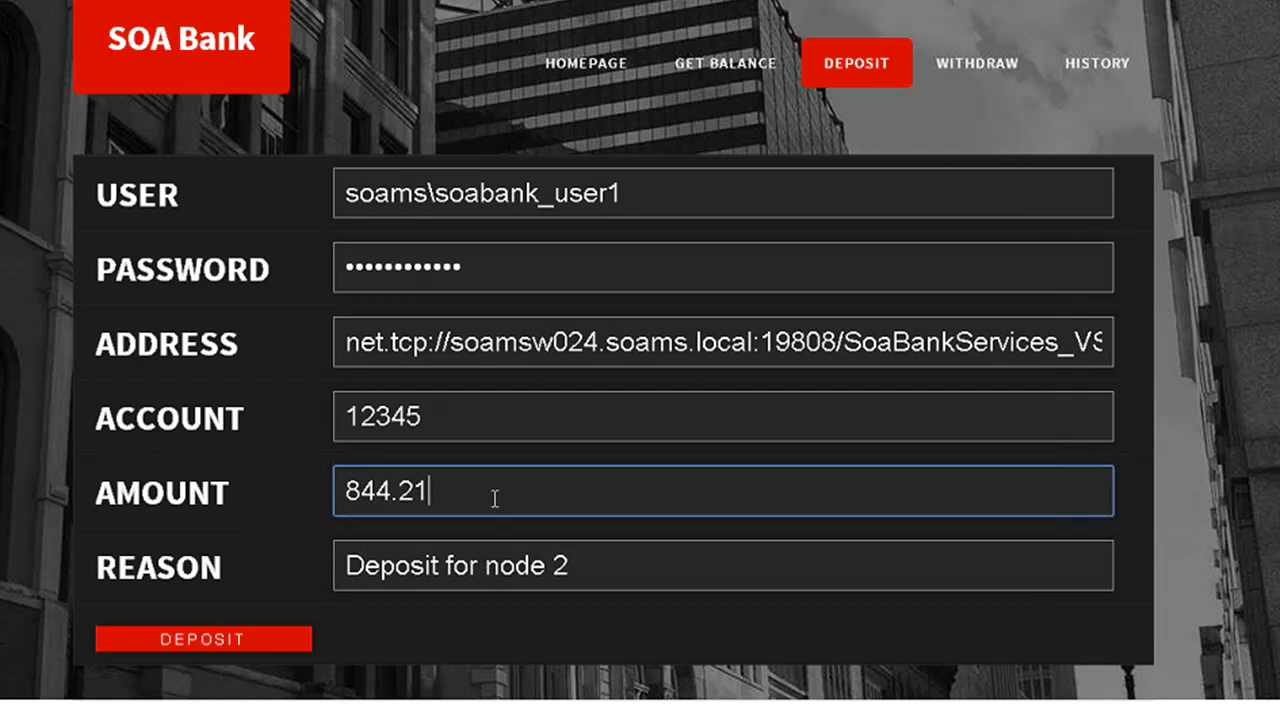 SOA Bank
HOMEPAGE GET BALANCE DEPOSIT WITHDRAW HISTORY
USER soams\soabank_user1
PASSWORD ••••••••••••
ADDRESS net.tcp://soamsw024.soams.local:19808/SoaBankServices_VS
ACCOUNT 12345
AMOUNT 844.21
REASON Deposit for node 2
DEPOSIT